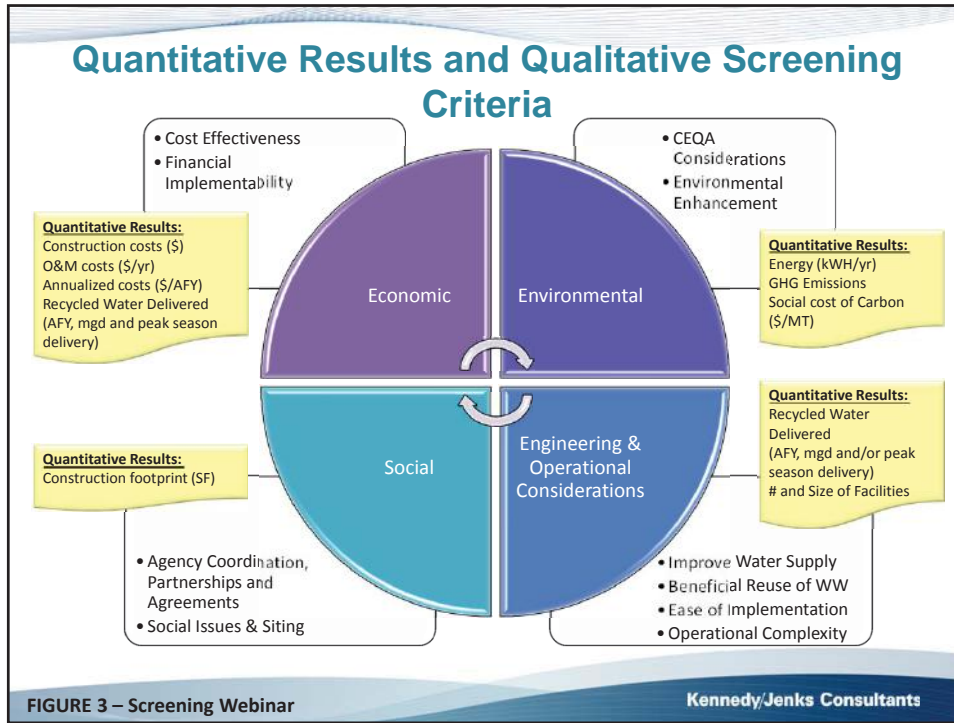 Quantitative Results and Qualitative Screening
Criteria
• Cost Effectiveness
• Financial
Implementability
Quantitative Results:
Construction costs ($)
O&M costs ($/yr)
Annualized costs ($/AFY)
Recycled Water Delivered
(AFY, mgd and peak season
delivery)
Economic
• CEQA
Considerations
• Environmental
Enhancement
Quantitative Results:
Energy (kWH/yr)
GHG Emissions
Social cost of Carbon
($/MT)
Environmental
Quantitative Results:
Construction footprint (SF)
Social
• Agency Coordination,
Partnerships and
Agreements
• Social Issues & Siting
Engineering &
Operational
Considerations
Quantitative Results:
Recycled Water
Delivered
(AFY, mgd and/or peak
season delivery)
# and Size of Facilities
• Improve Water Supply
• Beneficial Reuse of WW
• Ease of Implementation
• Operational Complexity
FIGURE 3 – Screening Webinar
Kennedy/Jenks Consultants